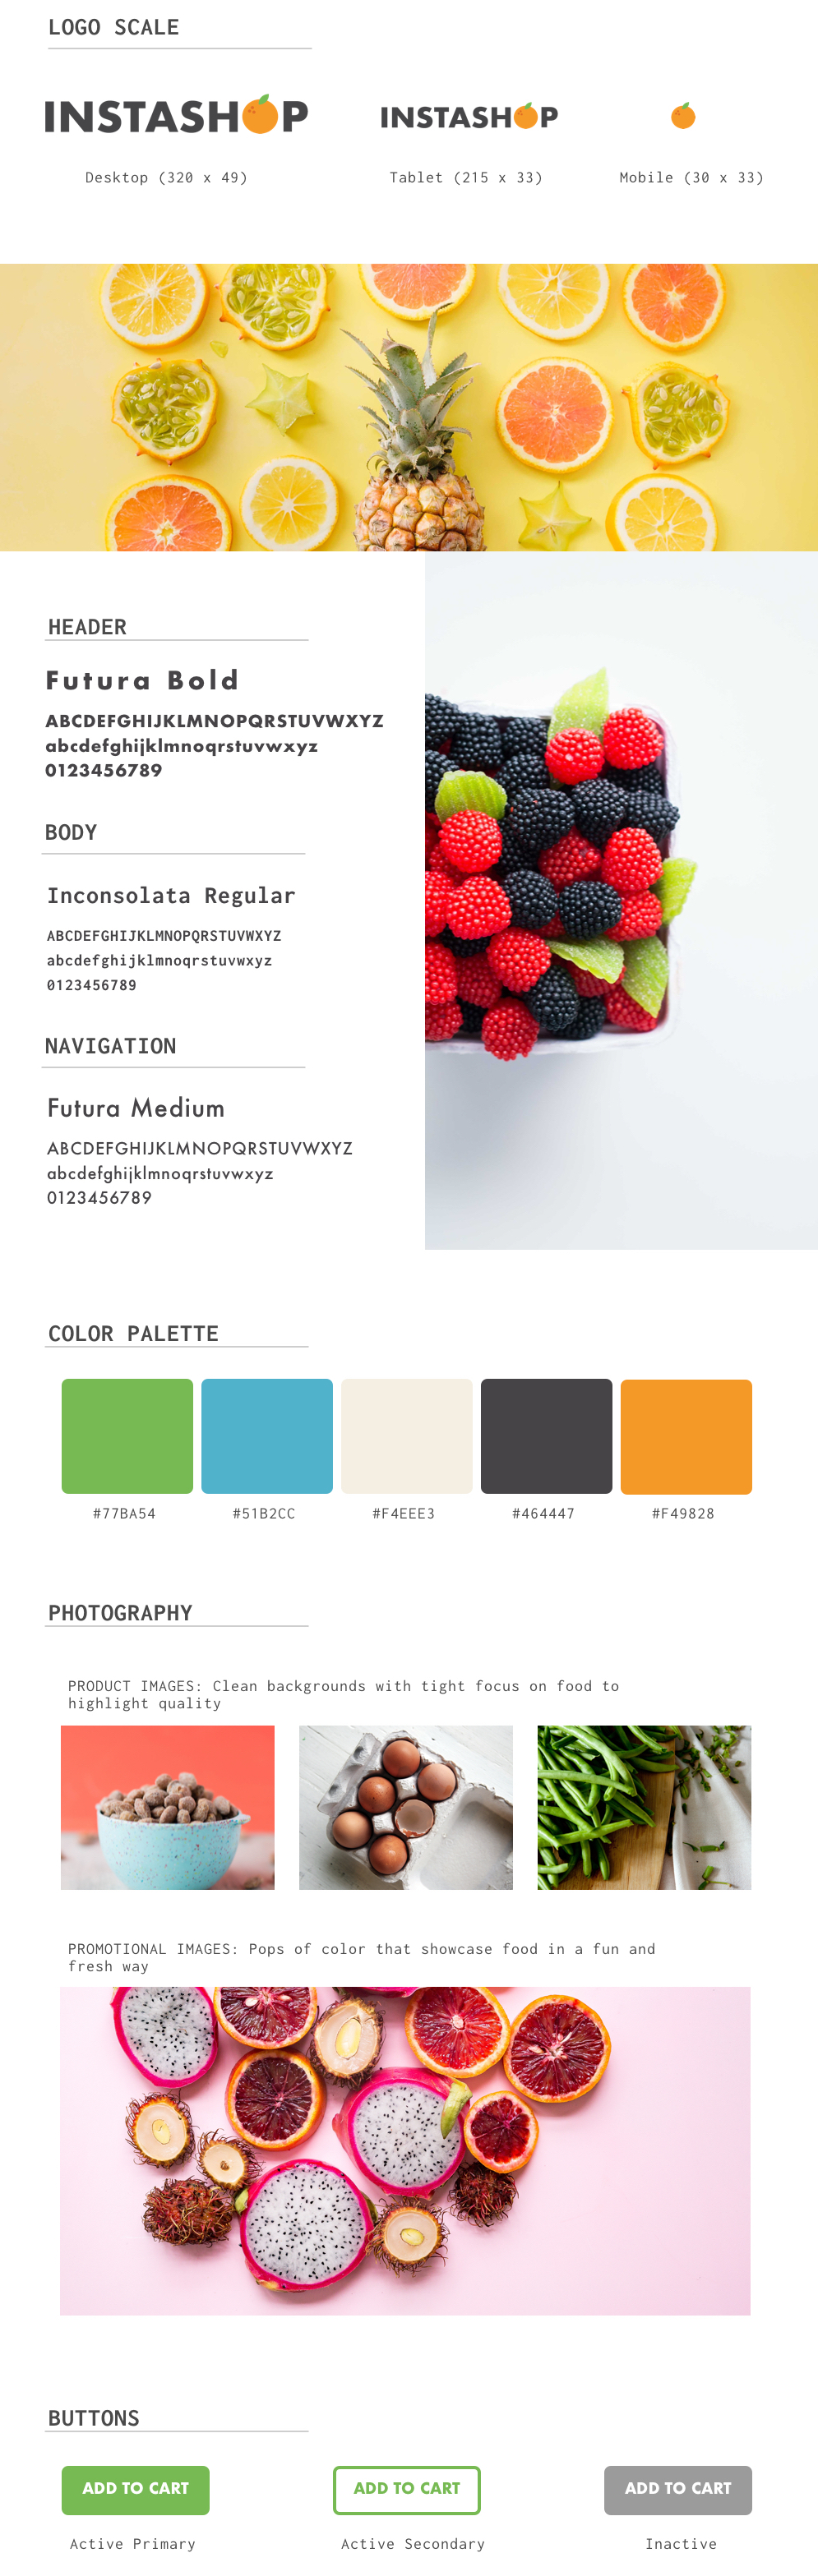 LOGO SCALE
INSTASHOP
INSTASHOP
Desktop (320 x 49)
Tablet (215 x 33)
Mobile (30 x 33)
HEADER
Futura Bold
ABCDEFGHIJKLMNOPQRSTUVWXYZ
abcdefghijklmnoqrstuvwxyz
0123456789
BODY
Inconsolata Regular
ABCDEFGHIJKLMNOPQRSTUVWXYZ
abcdefghijklmnoqrstuvwxyz
0123456789
NAVIGATION
Futura Medium
ABCDEFGHIJKLMNOPQRSTUVWXYZ
abcdefghijklmnoqrstuvwxyz
0123456789
COLOR PALETTE
#77BA54
#51B2CC
#F4EEE3
#464447
#F49828
PHOTOGRAPHY
PRODUCT IMAGES: Clean backgrounds with tight focus on food to
highlight quality
PROMOTIONAL IMAGES: Pops of color that showcase food in a fun and
fresh way
BUTTONS
ADD TO CART
ADD TO CART
ADD TO CART
Active Primary
Active Secondary
Inactive